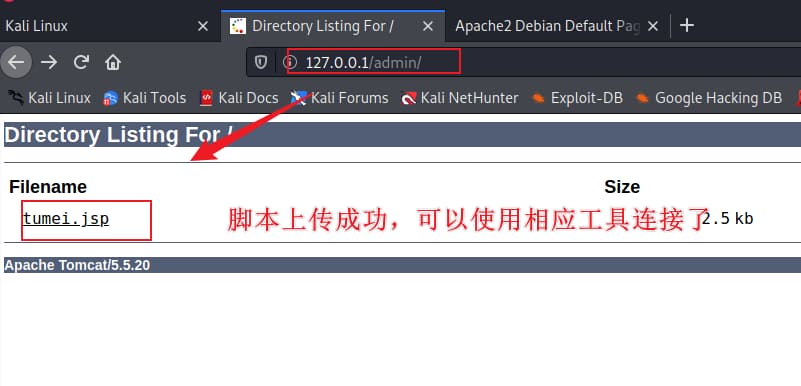 Kali Linux
Directory Listing For /
Apache2 Debian Default Pag
127.0.0.1/admin/
Kali Linux
Kali Tools
Kali Docs
Kali Forums
Kali NetHunter
Exploit-DB
Google Hacking DB
Directory Listing For /
Filename
Size
tumei.jsp
脚本上传成功，可以使用相应工具连接了
2.5 kb
Apache Tomcat/5.5.20